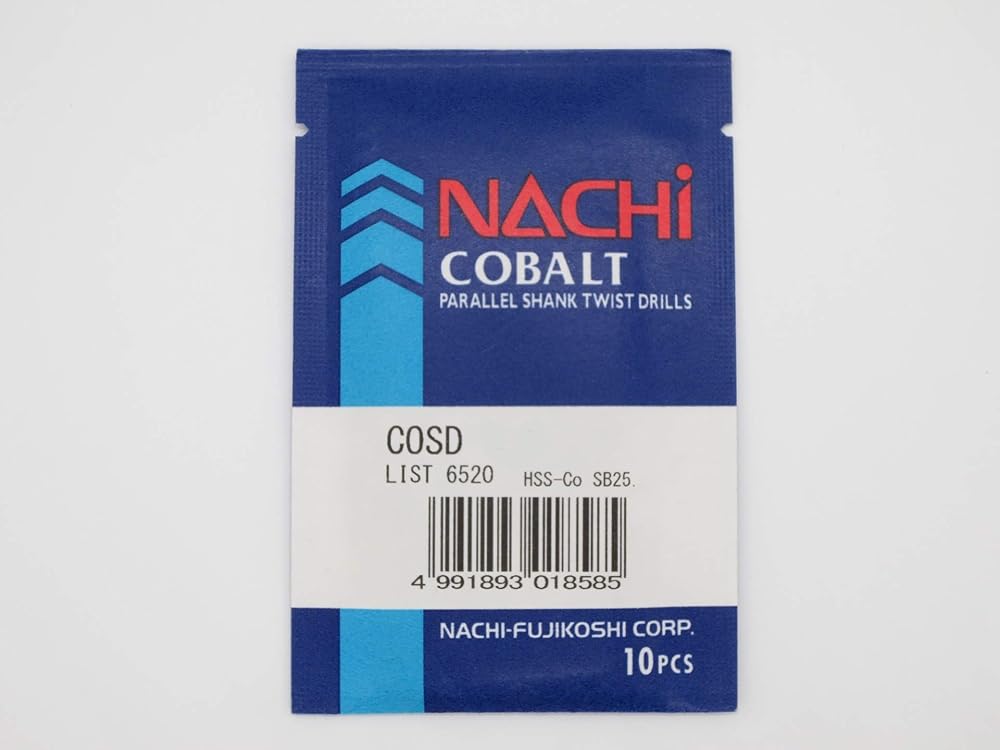 NACHi
COBALT
PARALLEL SHANK TWIST DRILLS
COSD
LIST 6520 HSS-Co SB25.
4 991893 018585
NACHI-FUJIKOSHI CORP.
10PCS